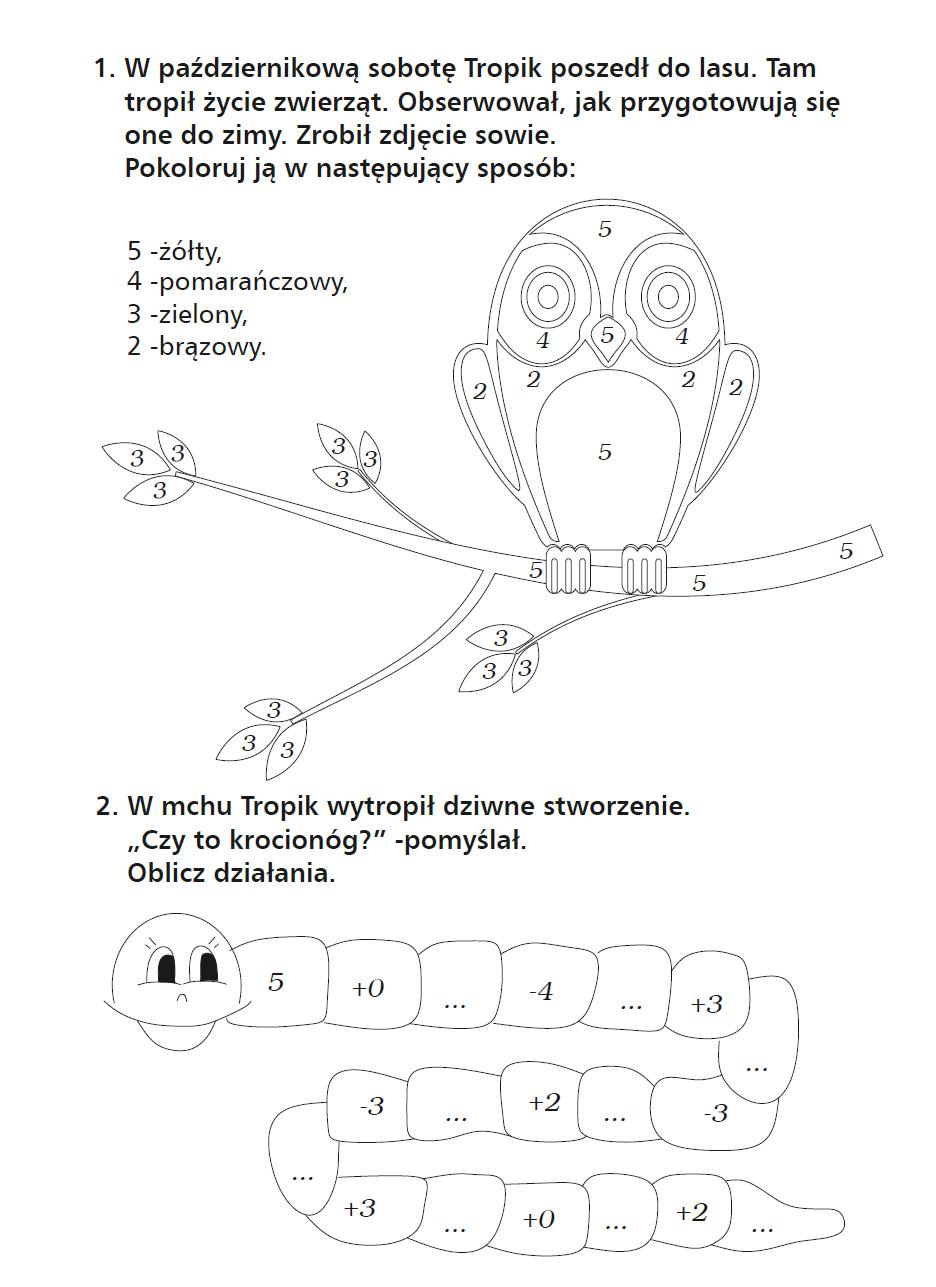 1. W październikową sobotę Tropik poszedł do lasu. Tam
tropił życie zwierząt. Obserwował, jak przygotowują się
one do zimy. Zrobił zdjęcie sowie.
Pokoloruj ją w następujący sposób:
5 -żółty,
4 -pomarańczowy,
3 -zielony,
2 -brązowy.
5
4 5 4
2 2 2 2
5
3 3 3
3 3 3
5 5 5
3 3 3
3 3 3
2. W mchu Tropik wytropił dziwne stworzenie.
„Czy to krocionóg?” -pomyślał.
Oblicz działania.
5 +0 ... -4 ... +3
...
-3 ... +2 ... -3
...
+3 ... +0 ... +2 ...